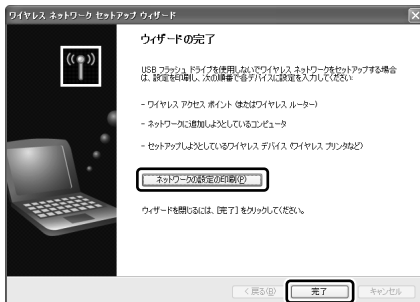 ワイヤレス ネットワーク セットアップ ウィザード
ウィザードの完了
USB フラッシュ ドライブを使用しないでワイヤレス ネットワークをセットアップする場合
は、設定を印刷し、次の順番で各デバイスに設定を入力してください:
- ワイヤレス アクセス ポイント (またはワイヤレス ルーター)
- ネットワークに追加しようとしているコンピュータ
- セットアップしようとしているワイヤレス デバイス (ワイヤレス プリンタなど)
ネットワークの設定の印刷(P)
ウィザードを閉じるには、[完了] をクリックしてください。
< 戻る(B)
完了
キャンセル